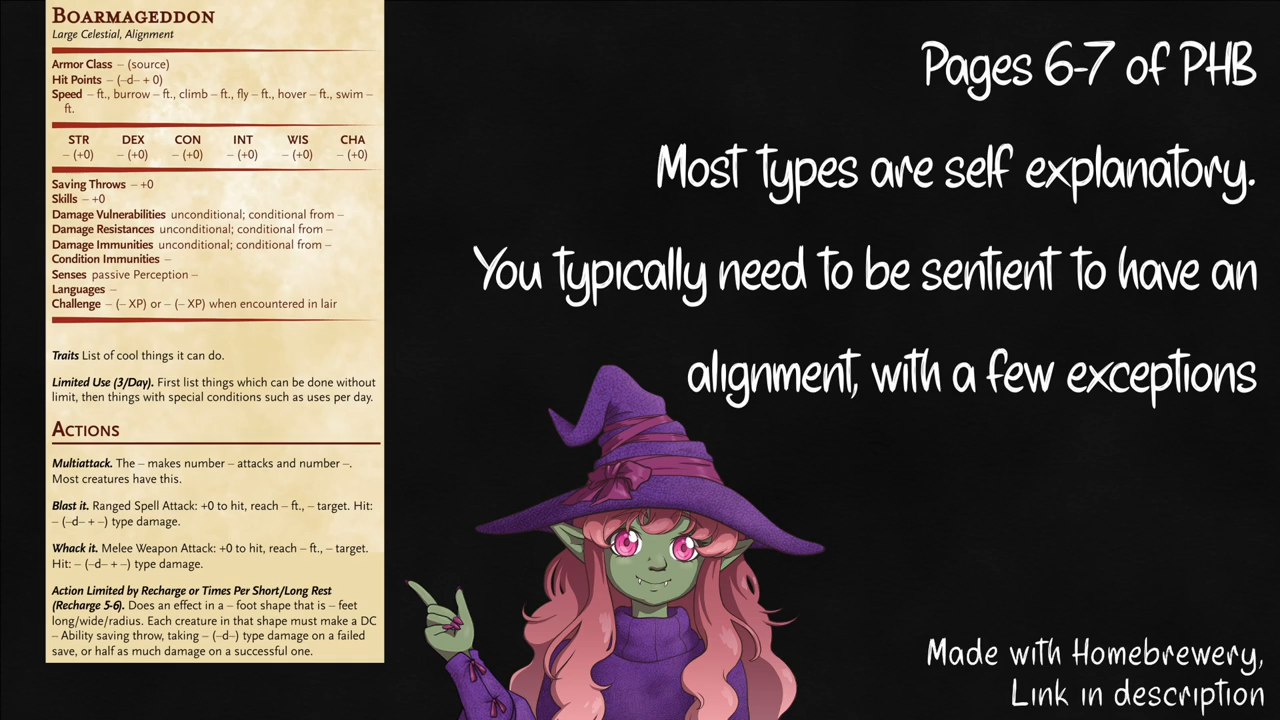 Boarmageddon
Large Celestial, Alignment
Armor Class – (source)
Hit Points – (–d– + 0)
Speed – ft., burrow – ft., climb – ft., fly – ft., hover – ft., swim –
ft.
STR DEX CON INT WIS CHA
– (+0) – (+0) – (+0) – (+0) – (+0) – (+0)
Saving Throws – +0
Skills – +0
Damage Vulnerabilities unconditional; conditional from –
Damage Resistances unconditional; conditional from –
Damage Immunities unconditional; conditional from –
Condition Immunities –
Senses passive Perception –
Languages –
Challenge – (– XP) or – (– XP) when encountered in lair
Traits List of cool things it can do.
Limited Use (3/Day). First list things which can be done without
limit, then things with special conditions such as uses per day.
Actions
Multiattack. The – makes number – attacks and number –.
Most creatures have this.
Blast it. Ranged Spell Attack: +0 to hit, reach – ft., – target. Hit:
– (–d– + –) type damage.
Whack it. Melee Weapon Attack: +0 to hit, reach – ft., – target.
Hit: – (–d– + –) type damage.
Action Limited by Recharge or Times Per Short/Long Rest
(Recharge 5-6). Does an effect in a – foot shape that is – feet
long/wide/radius. Each creature in that shape must make a DC
– Ability saving throw, taking – (–d–) type damage on a failed
save, or half as much damage on a successful one.
Pages 6-7 of PHB
Most types are self explanatory.
You typically need to be sentient to have an
alignment, with a few exceptions
Made with Homebrewery,
Link in description